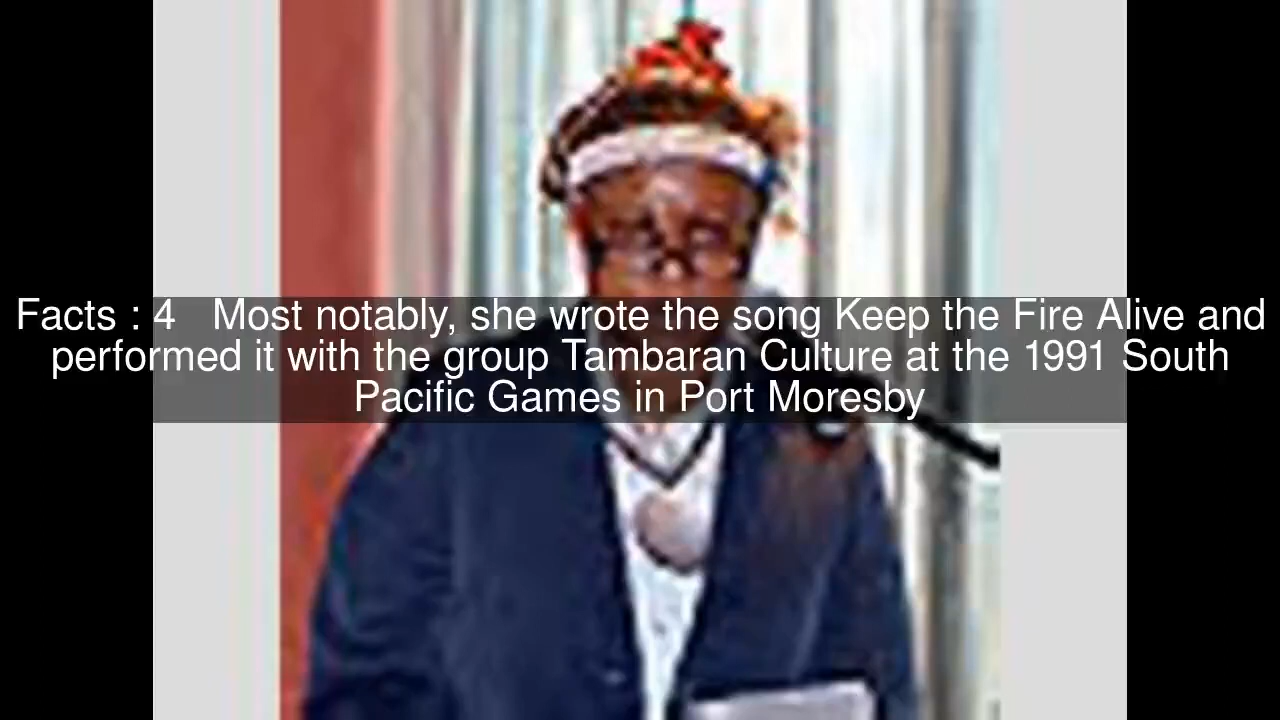 Facts : 4   Most notably, she wrote the song Keep the Fire Alive and
performed it with the group Tambaran Culture at the 1991 South
Pacific Games in Port Moresby